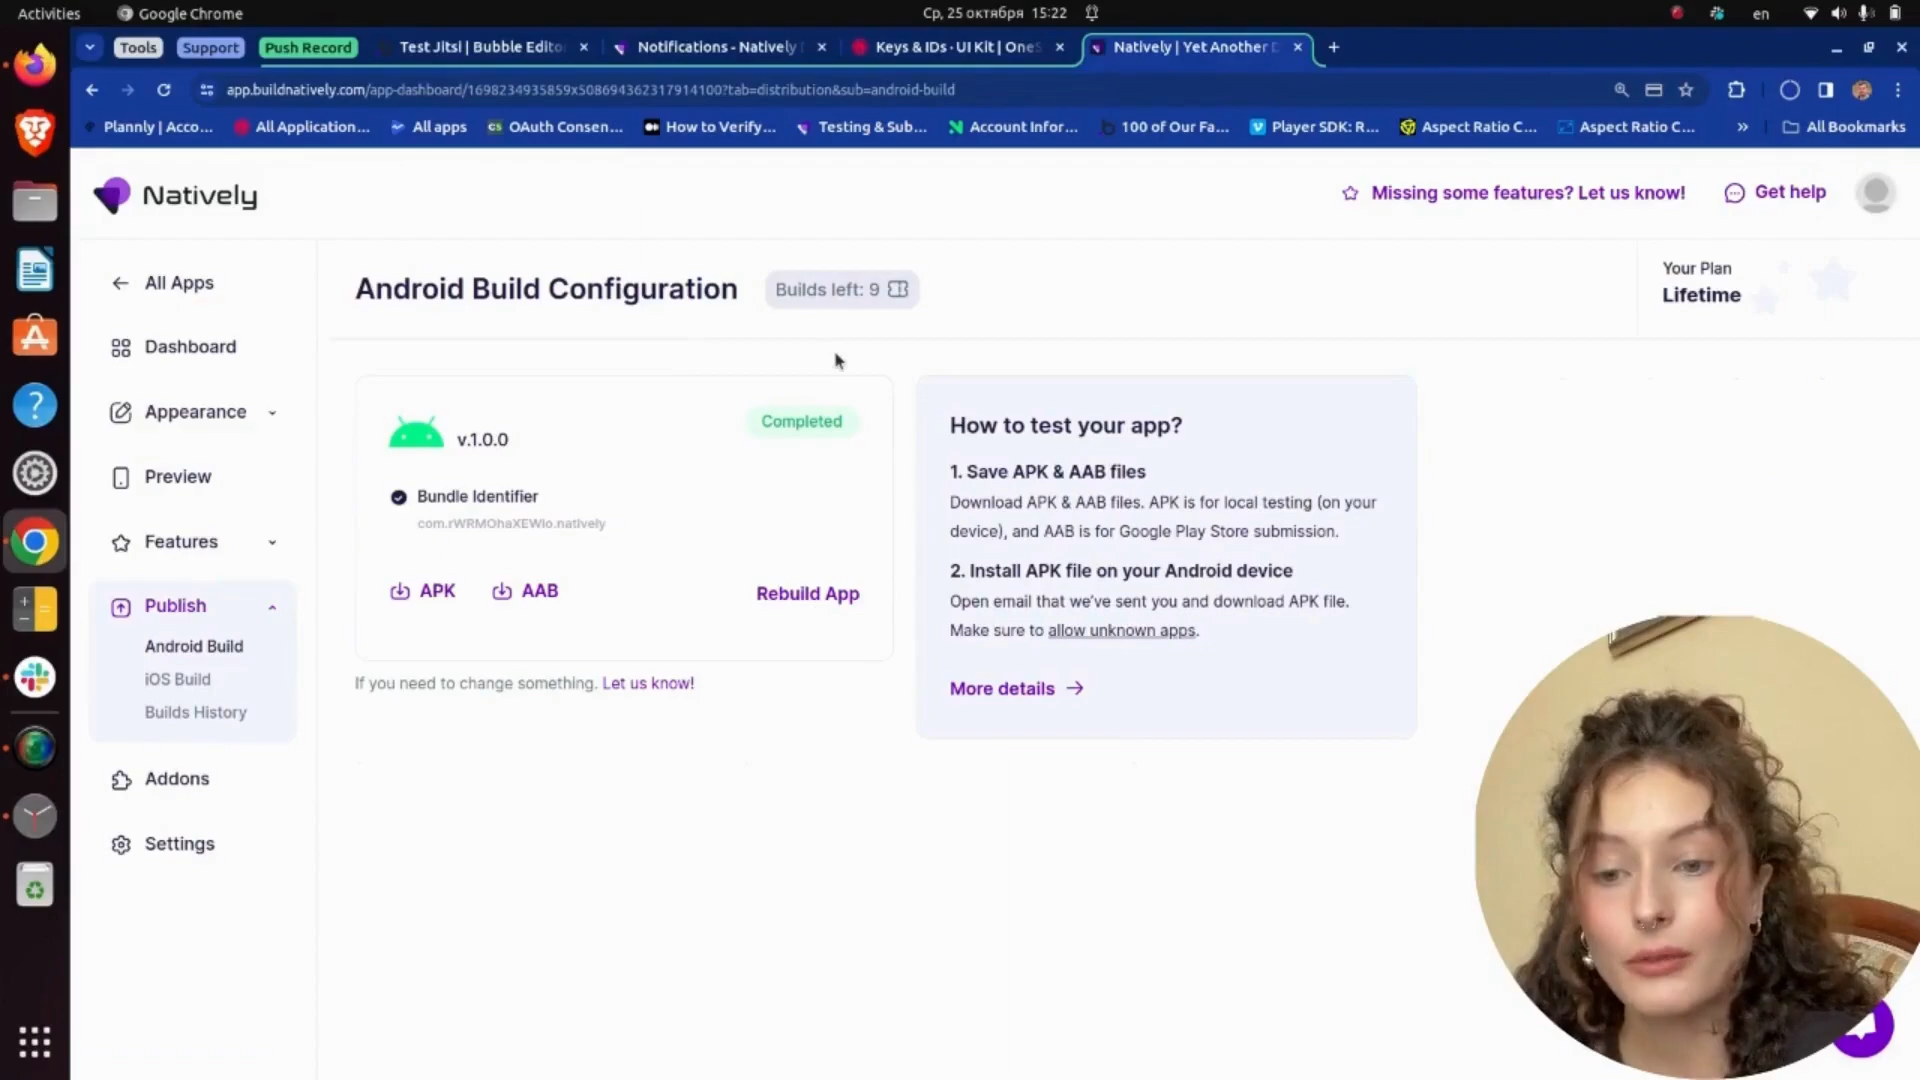 Activities
Google Chrome
Ср, 25 октября 15:22
en
Tools
Support
Push Record
Test Jitsi | Bubble Edito
Notifications - Natively
Keys & IDs · UI Kit | OneS
Natively | Yet Another
app.buildnatively.com/app-dashboard/1698234935859x508694362317914100?tab=distribution&sub=android-build
Plannly | Acco...
All Application...
All apps
OAuth Consen...
How to Verify...
Testing & Sub...
Account Infor...
100 of Our Fa...
Player SDK: R...
Aspect Ratio C...
Aspect Ratio C...
»
All Bookmarks
Natively
Missing some features? Let us know!
Get help
All Apps
Dashboard
Appearance
Preview
Features
Publish
Android Build
iOS Build
Builds History
Addons
Settings
Android Build Configuration
Builds left: 9
Your Plan
Lifetime
v.1.0.0
Completed
Bundle Identifier
com.rWRMOhaXEWIo.natively
APK
AAB
Rebuild App
If you need to change something. Let us know!
How to test your app?
1. Save APK & AAB files
Download APK & AAB files. APK is for local testing (on your
device), and AAB is for Google Play Store submission.
2. Install APK file on your Android device
Open email that we've sent you and download APK file.
Make sure to allow unknown apps.
More details